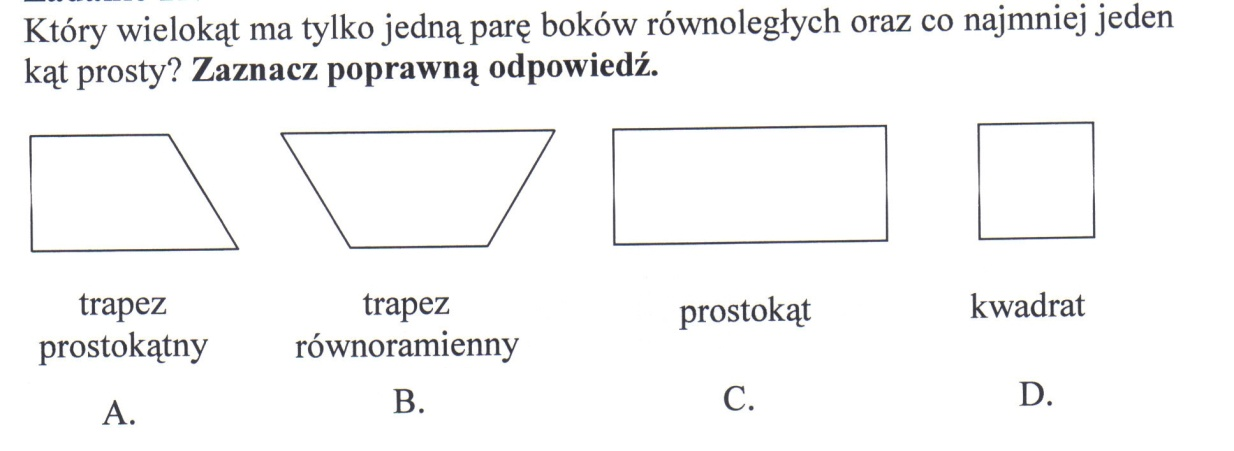 Który wielokąt ma tylko jedną parę boków równoległych oraz co najmniej jeden
kąt prosty? Zaznacz poprawną odpowiedź.
trapez
prostokątny
trapez
równoramienny
prostokąt
kwadrat
A.
B.
C.
D.